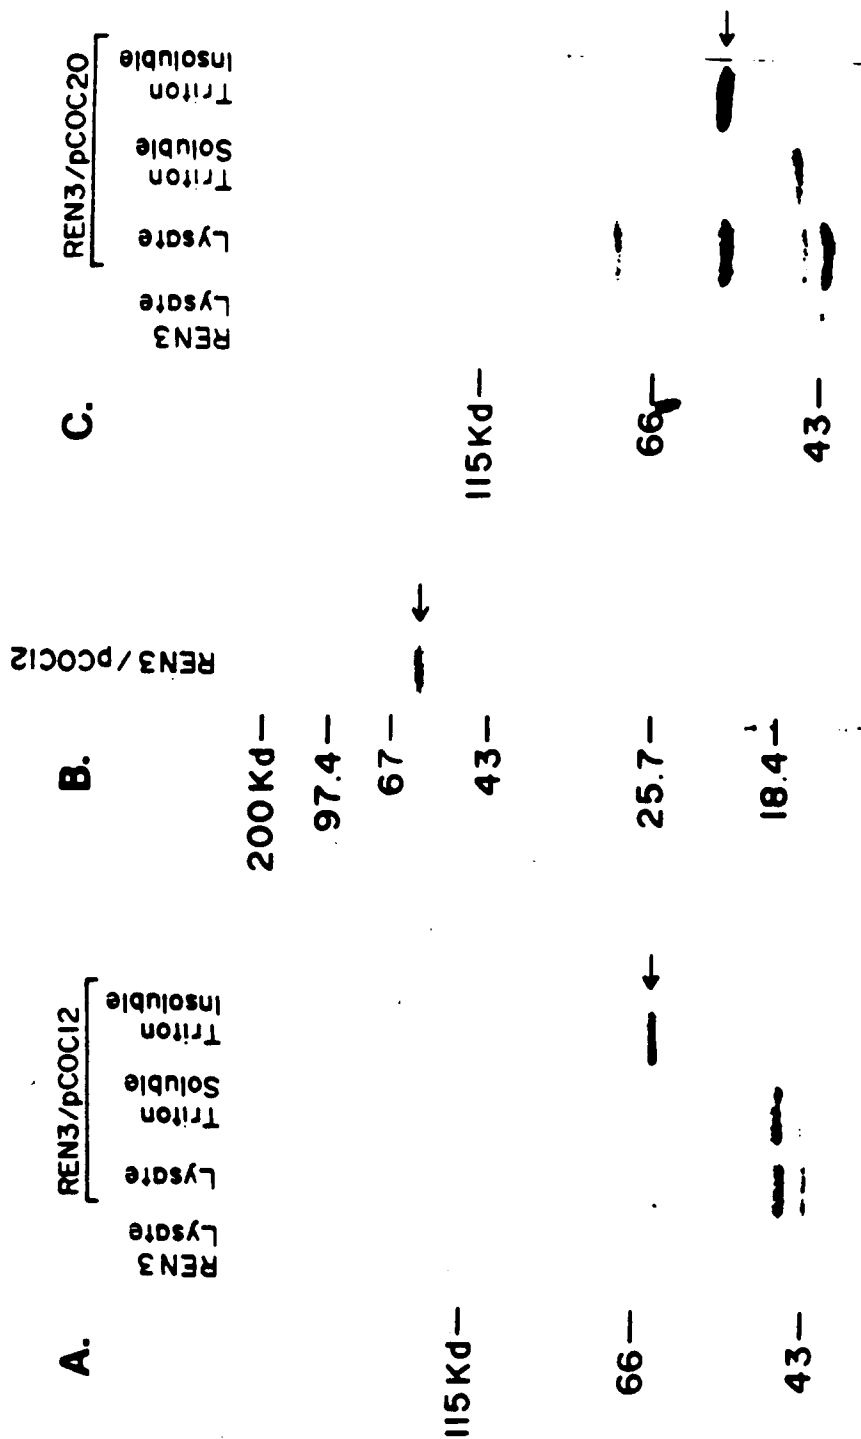 A.
REN3/pCOC12
REN3 Lysate
Lysate
Triton Soluble
Triton Insoluble
115Kd
66
43
B.
REN3/pCOC12
200Kd
97.4
67
43
25.7
18.4
C.
REN3/pCOC20
REN3 Lysate
Lysate
Triton Soluble
Triton Insoluble
115Kd
66
43